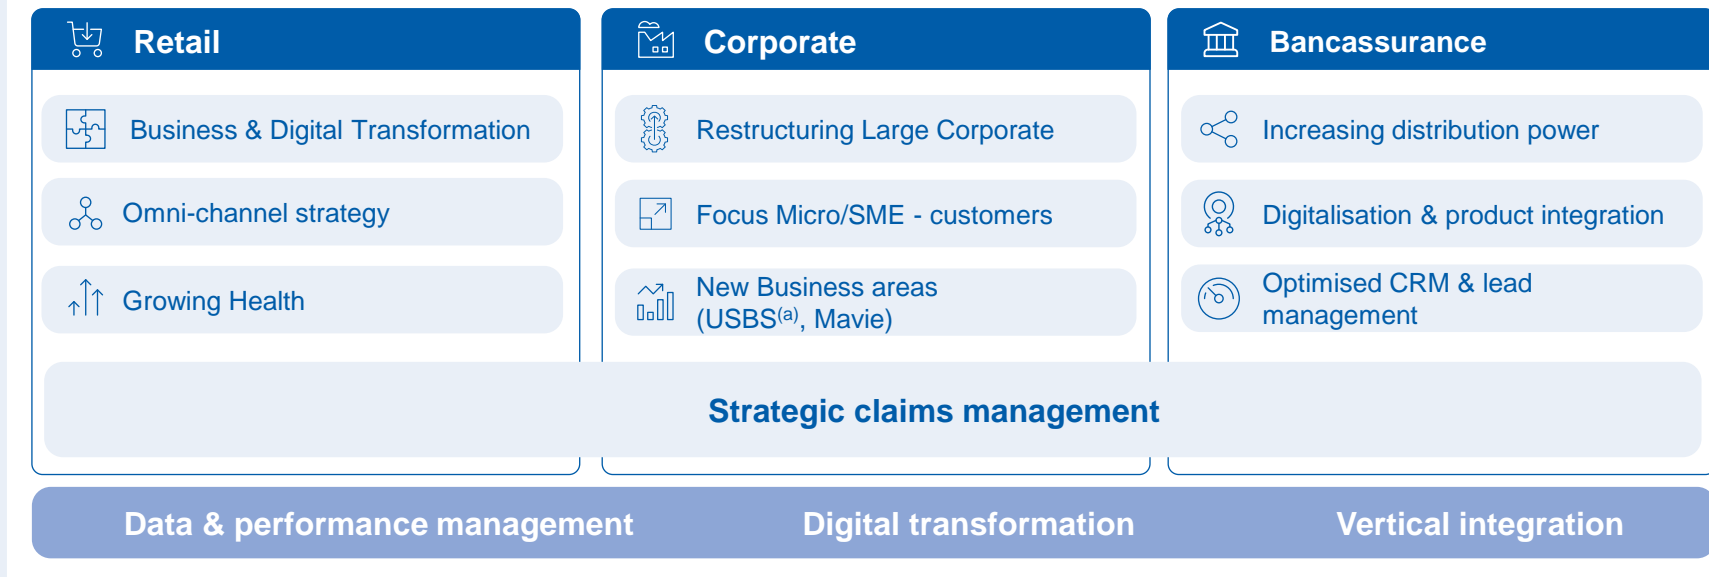 Retail
Business & Digital Transformation
Omni-channel strategy
Growing Health
Corporate
Restructuring Large Corporate
Focus Micro/SME - customers
New Business areas
(USBS(a), Mavie)
Bancassurance
Increasing distribution power
Digitalisation & product integration
Optimised CRM & lead
management
Strategic claims management
Data & performance management
Digital transformation
Vertical integration